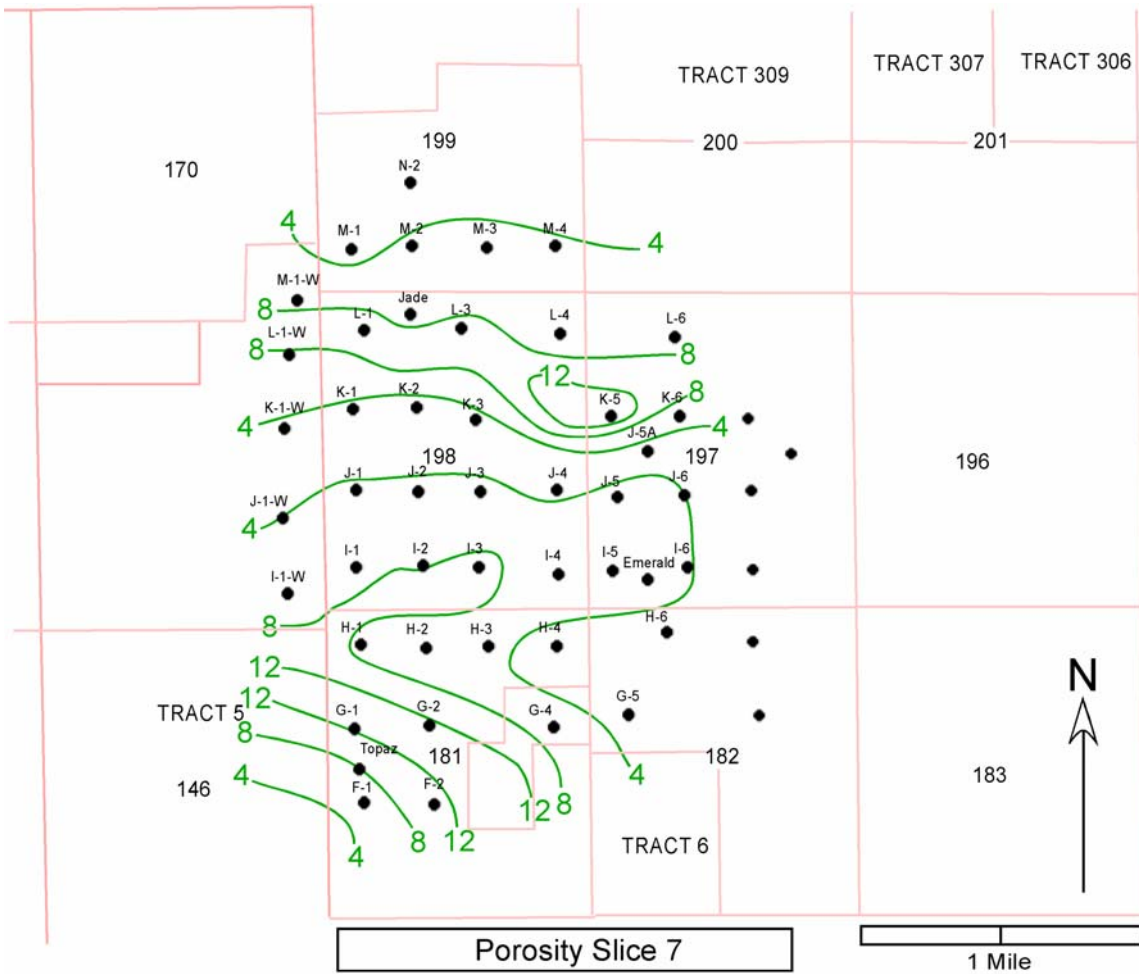 TRACT 309
TRACT 307
TRACT 306
199
200
201
170
N-2
4
M-1
M-2
M-3
M-4
4
M-1-W
Jade
8
L-1
L-3
L-4
L-6
L-1-W
8
8
12
8
K-1-W
K-1
K-2
K-3
K-5
K-6
4
J-5A
4
198
197
196
J-1
J-2
J-3
J-4
J-5
J-6
J-1-W
4
I-1
I-2
I-3
I-4
I-5
Emerald
I-6
I-1-W
8
H-1
H-2
H-3
H-4
H-6
12
N
12
TRACT 5
G-1
G-2
G-4
G-5
8
Topaz
181
182
4
4
146
F-1
F-2
183
12
8
4
8
12
TRACT 6
Porosity Slice 7
1 Mile